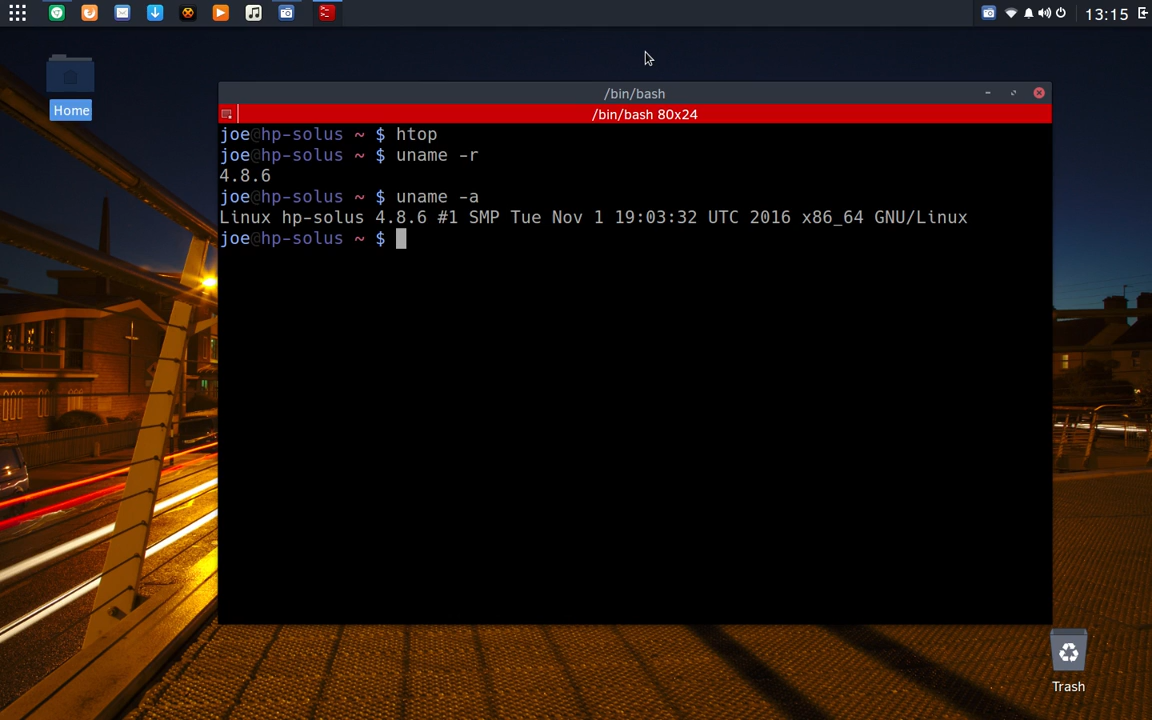 13:15
Home
/bin/bash
/bin/bash 80x24
joe@hp-solus ~ $ htop
joe@hp-solus ~ $ uname -r
4.8.6
joe@hp-solus ~ $ uname -a
Linux hp-solus 4.8.6 #1 SMP Tue Nov 1 19:03:32 UTC 2016 x86_64 GNU/Linux
joe@hp-solus ~ $
Trash